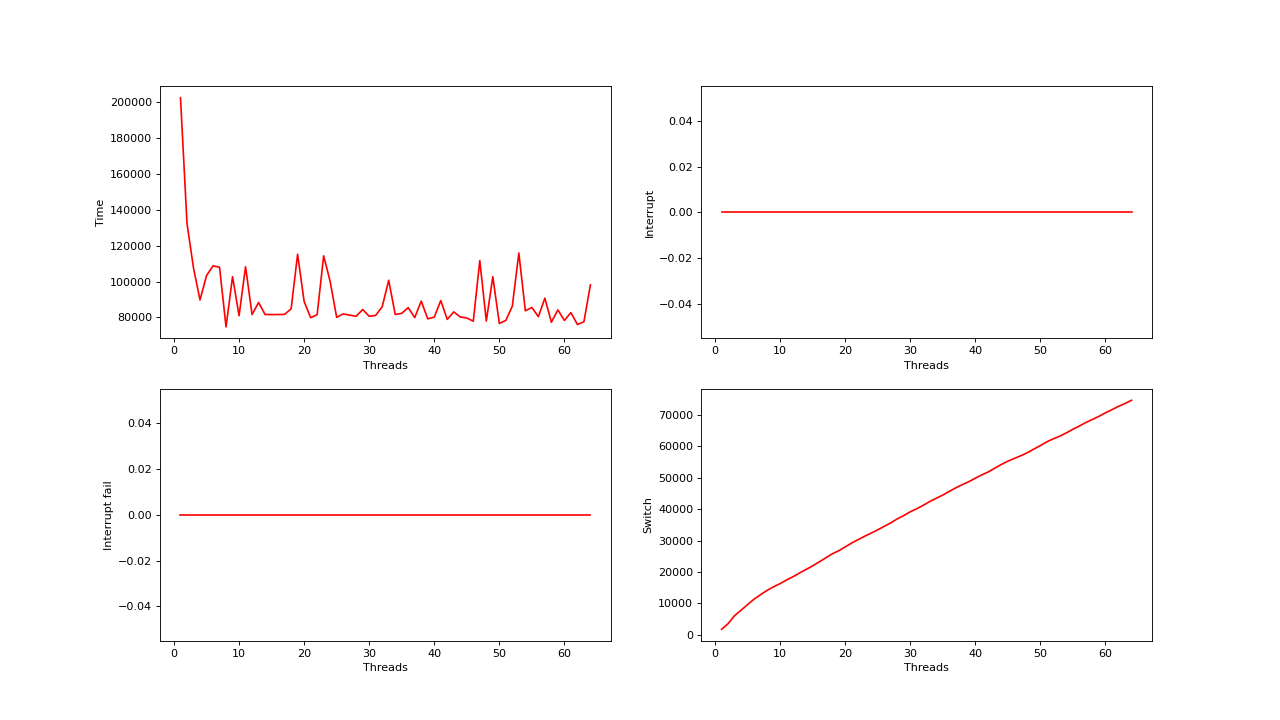 200000
180000
160000
140000
120000
100000
80000
Time
0 10 20 30 40 50 60
Threads
0.04
0.02
0.00
−0.02
−0.04
Interrupt
0 10 20 30 40 50 60
Threads
0.04
0.02
0.00
−0.02
−0.04
Interrupt fail
0 10 20 30 40 50 60
Threads
70000
60000
50000
40000
30000
20000
10000
0
Switch
0 10 20 30 40 50 60
Threads